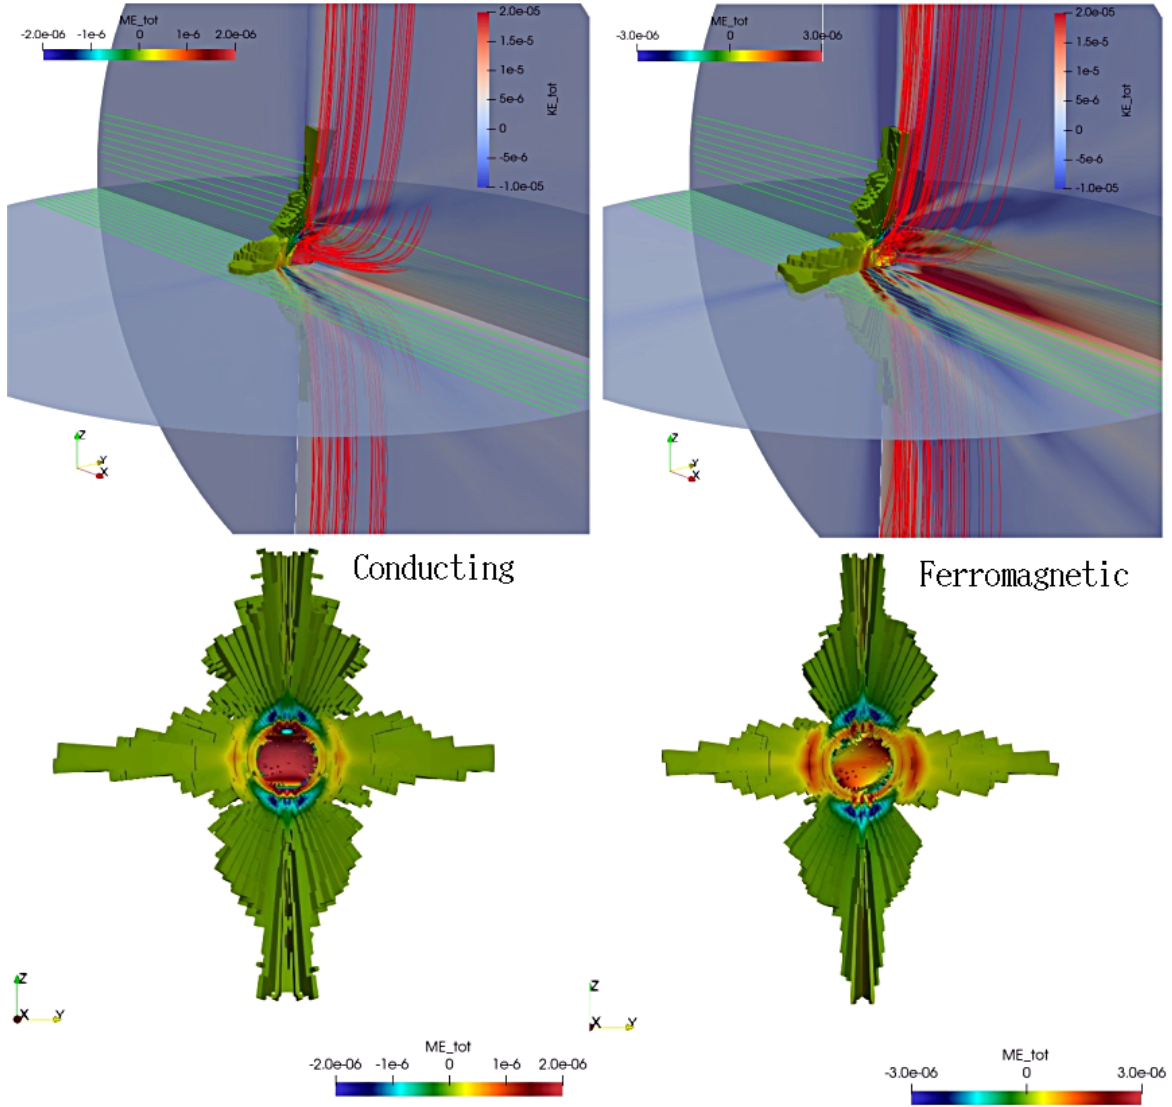 ME_tot
-2.0e-06 -1e-6 0 1e-6 2.0e-06
2.0e-05
1.5e-5
1e-5
5e-6
0
-5e-6
-1.0e-05
KE_tot
Z
Y
X
ME_tot
-3.0e-06 0 3.0e-06
2.0e-05
1.5e-5
1e-5
5e-6
0
-5e-6
-1.0e-05
KE_tot
Z
Y
X
Conducting
Ferromagnetic
Z
X Y
Z
X Y
ME_tot
-2.0e-06 -1e-6 0 1e-6 2.0e-06
ME_tot
-3.0e-06 0 3.0e-06